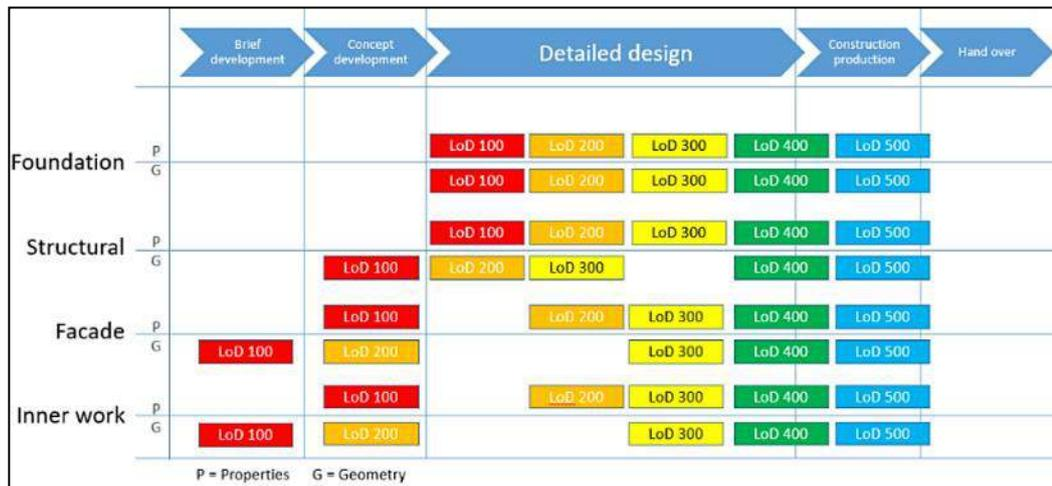 Brief development
Concept development
Detailed design
Construction production
Hand over
Foundation
P
LoD 100 LoD 200 LoD 300 LoD 400 LoD 500
G
LoD 100 LoD 200 LoD 300 LoD 400 LoD 500
Structural
P
LoD 100 LoD 200 LoD 300 LoD 400 LoD 500
G
LoD 100 LoD 200 LoD 300 LoD 400 LoD 500
Facade
P
LoD 100 LoD 200 LoD 300 LoD 400 LoD 500
G
LoD 100 LoD 200 LoD 300 LoD 400 LoD 500
Inner work
P
LoD 100 LoD 200 LoD 300 LoD 400 LoD 500
G
LoD 100 LoD 200 LoD 300 LoD 400 LoD 500
P = Properties G = Geometry